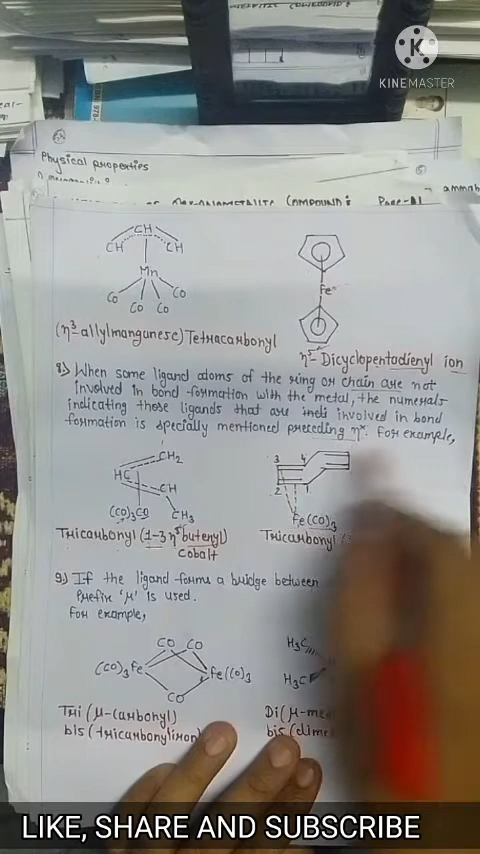 KINEMASTER
Physical properties
COMPOUND: Page-01
CH
CH CH
Mn
CO CO CO CO
Fe
(η³-allylmanganese) Tetracarbonyl
η⁵- Dicyclopentadienyl ion
8.) When some ligand atoms of the ring or chain are not
involved in bond formation with the metal, the numerals
indicating those ligands that are involved in bond
formation is specially mentioned preceding ηˣ. For example,
CH₂
HC
CH
(CO)₃CO
CH₃
3 4
2 1
Fe(CO)₃
Tricarbonyl (1-3 butenyl)
Cobalt
Tricarbonyl
9.) If the ligand forms a bridge between
Prefix 'μ' is used.
For example,
CO CO
(CO)₃Fe Fe(CO)₃
CO
H₃C
H₃C
Tri (μ-carbonyl)
bis (tricarbonyliron)
Di(μ-me
bis(dime
LIKE, SHARE AND SUBSCRIBE